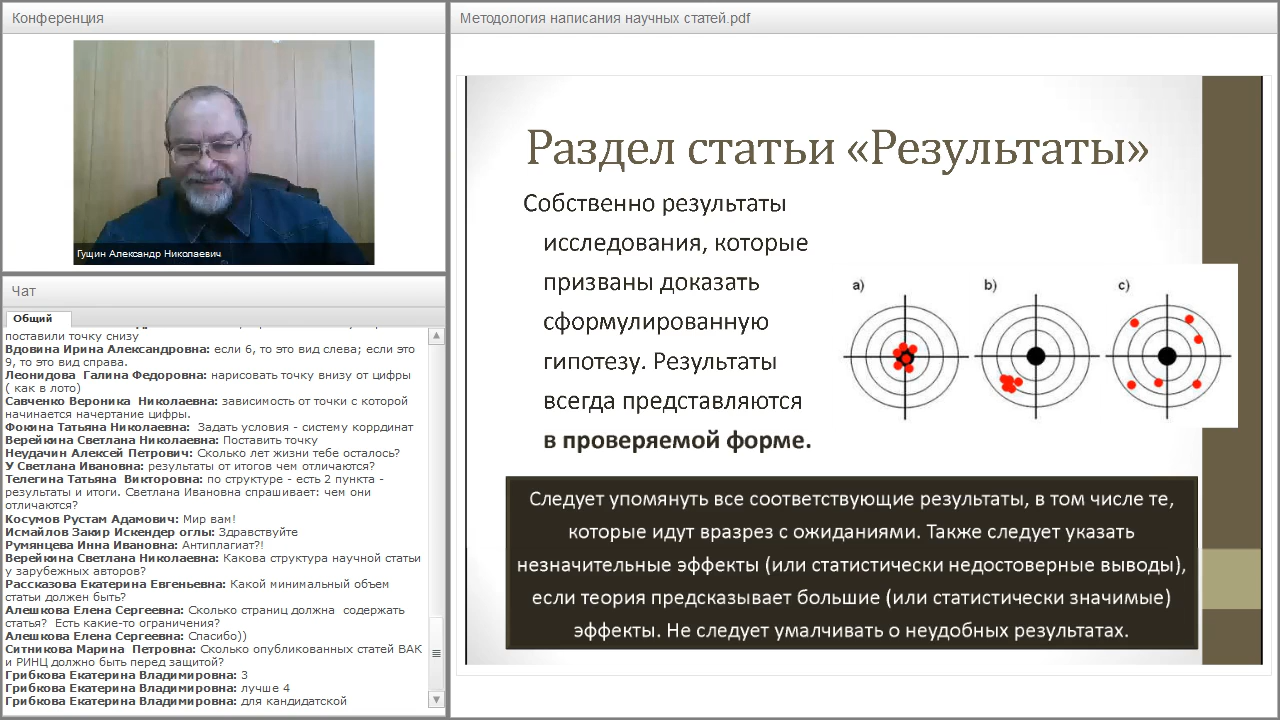 Конференция
Гущин Александр Николаевич
Чат
Общий
поставили точку снизу
Вдовина Ирина Александровна: если 6, то это вид слева; если это
9, то это вид справа.
Леонидова Галина Федоровна: нарисовать точку внизу от цифры
( как в лото)
Савченко Вероника Николаевна: зависимость от точки с которой
начинается начертание цифры.
Фокина Татьяна Николаевна: Задать условия - систему коррдинат
Верейкина Светлана Николаевна: Поставить точку
Неудачин Алексей Петрович: Сколько лет жизни тебе осталось?
У Светлана Ивановна: результаты от итогов чем отличаются?
Телегина Татьяна Викторовна: по структуре - есть 2 пункта -
результаты и итоги. Светлана Ивановна спрашивает: чем они
отличаются?
Косумов Рустам Адамович: Мир вам!
Исмайлов Закир Искендер оглы: Здравствуйте
Румянцева Инна Ивановна: Антиплагиат?!
Верейкина Светлана Николаевна: Какова структура научной статьи
у зарубежных авторов?
Рассказова Екатерина Евгеньевна: Какой минимальный объем
статьи должен быть?
Алешкова Елена Сергеевна: Сколько страниц должна содержать
статья? Есть какие-то ограничения?
Алешкова Елена Сергеевна: Спасибо))
Ситникова Марина Петровна: Сколько опубликованных статей ВАК
и РИНЦ должно быть перед защитой?
Грибкова Екатерина Владимировна: 3
Грибкова Екатерина Владимировна: лучше 4
Грибкова Екатерина Владимировна: для кандидатской
Методология написания научных статей.pdf
Раздел статьи «Результаты»
Собственно результаты
исследования, которые
призваны доказать
сформулированную
гипотезу. Результаты
всегда представляются
в проверяемой форме.
a) b) c)
Следует упомянуть все соответствующие результаты, в том числе те,
которые идут вразрез с ожиданиями. Также следует указать
незначительные эффекты (или статистически недостоверные выводы),
если теория предсказывает большие (или статистически значимые)
эффекты. Не следует умалчивать о неудобных результатах.